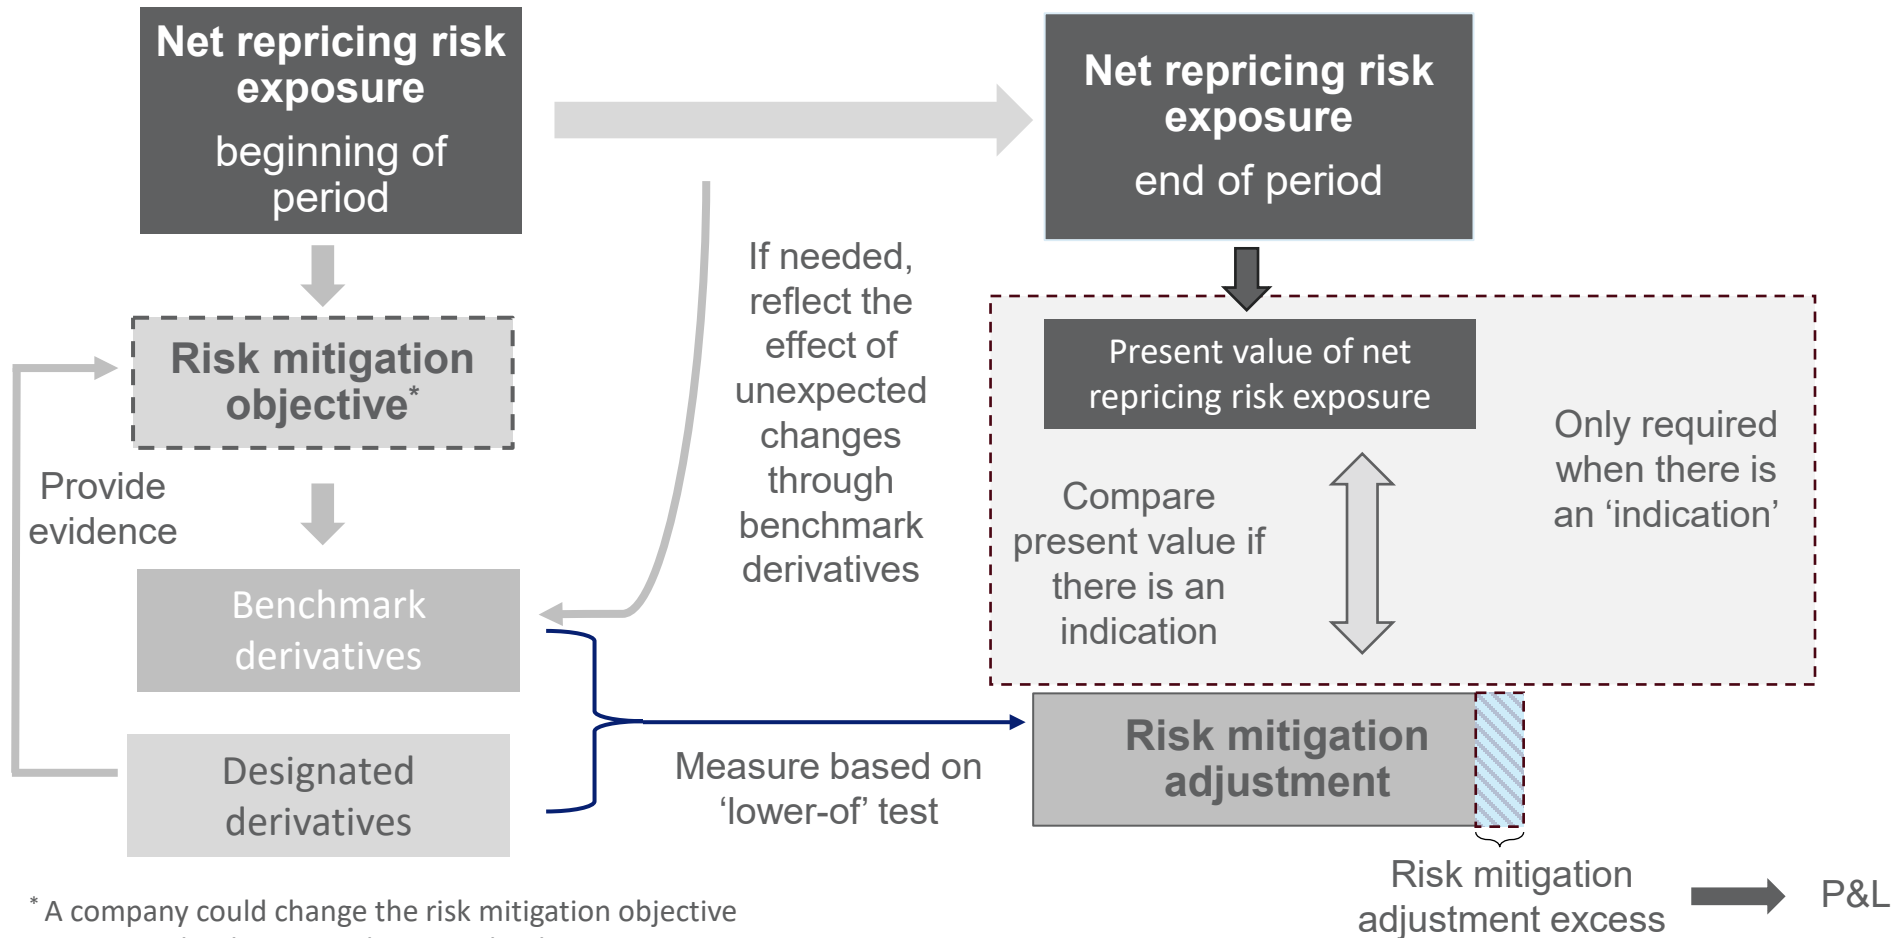 Net repricing risk
exposure
beginning of
period
Net repricing risk
exposure
end of period
Risk mitigation
objective*
Provide
evidence
If needed,
reflect the
effect of
unexpected
changes
through
benchmark
derivatives
Present value of net
repricing risk exposure
Only required
when there is
an ‘indication’
Compare
present value if
there is an
indication
Benchmark
derivatives
Designated
derivatives
Measure based on
‘lower-of’ test
Risk mitigation
adjustment
Risk mitigation
adjustment excess
P&L
* A company could change the risk mitigation objective